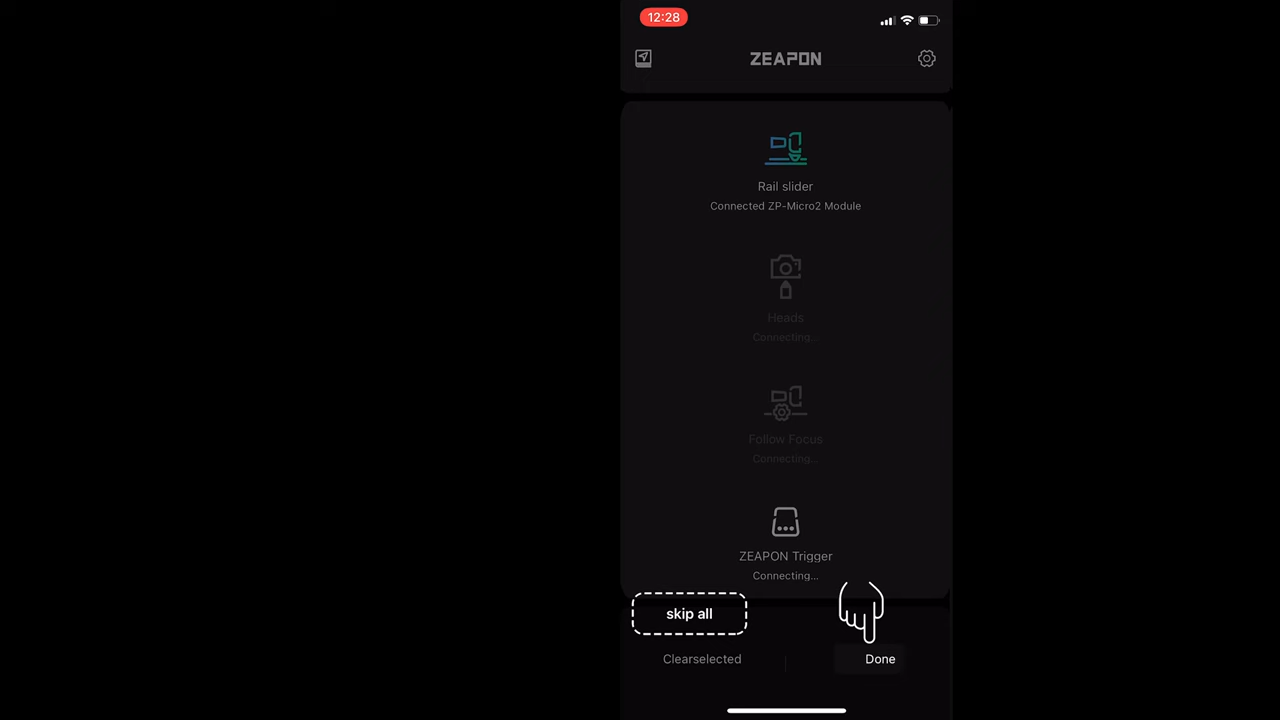 12:28
ZEAPON
Rail slider
Connected ZP-Micro2 Module
Heads
Connecting...
Follow Focus
Connecting...
ZEAPON Trigger
Connecting...
skip all
Clearselected
Done